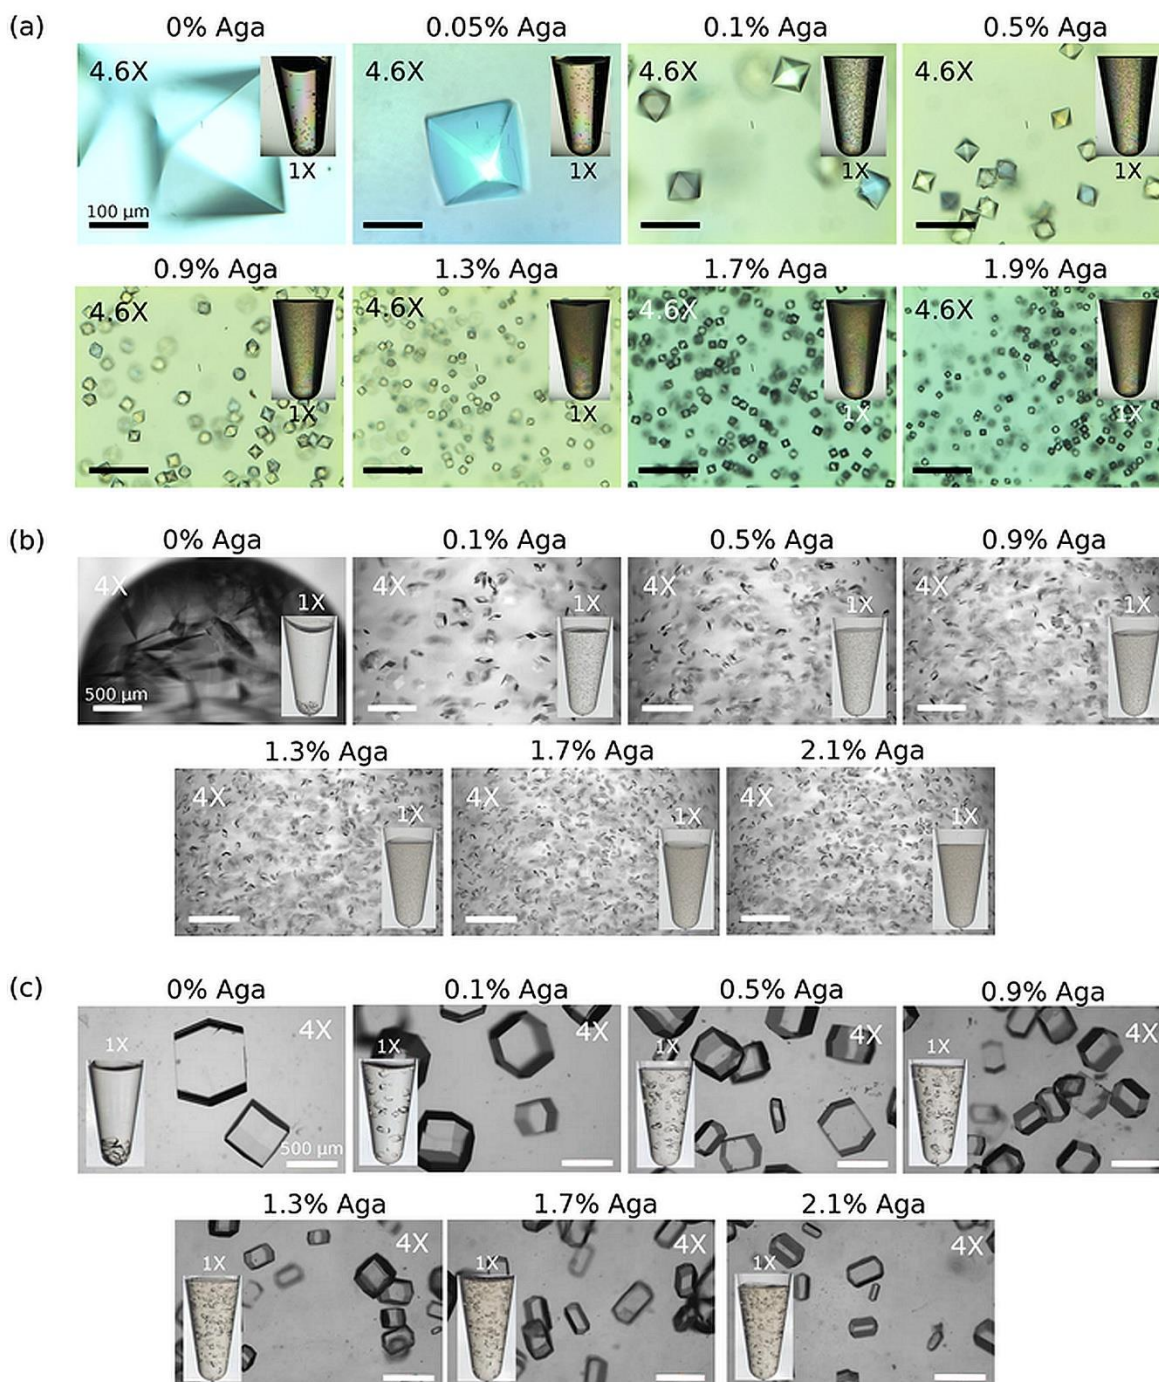 (a)
0% Aga 0.05% Aga 0.1% Aga 0.5% Aga
4.6X 4.6X 4.6X 4.6X
1X 1X 1X 1X
100 μm
0.9% Aga 1.3% Aga 1.7% Aga 1.9% Aga
4.6X 4.6X 4.6X 4.6X
1X 1X 1X 1X
(b)
0% Aga 0.1% Aga 0.5% Aga 0.9% Aga
4X 4X 4X 4X
1X 1X 1X 1X
500 μm
1.3% Aga 1.7% Aga 2.1% Aga
4X 4X 4X
1X 1X 1X
(c)
0% Aga 0.1% Aga 0.5% Aga 0.9% Aga
4X 4X 4X 4X
1X 1X 1X 1X
500 μm
1.3% Aga 1.7% Aga 2.1% Aga
4X 4X 4X
1X 1X 1X